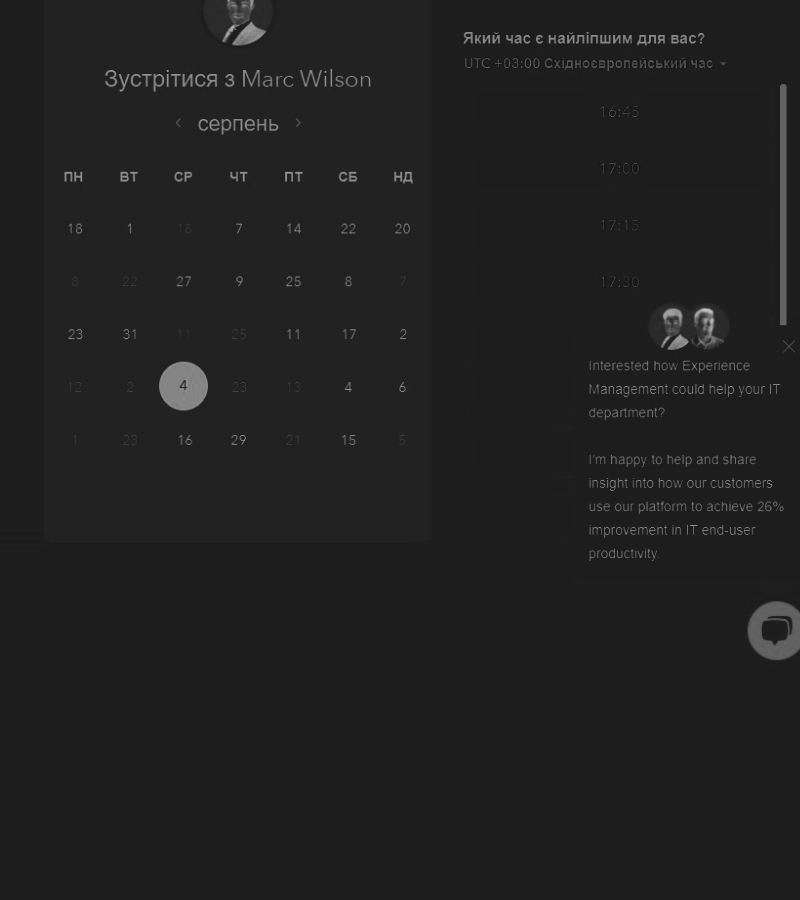 Зустрітися з Marc Wilson
серпень
ПН ВТ СР ЧТ ПТ СБ НД
18 1 18 7 14 22 20
8 22 27 9 25 8 7
23 31 11 25 11 17 2
12 2 4 23 13 4 6
1 23 16 29 21 15 5
Який час є найліпшим для вас?
UTC +03:00 Східноєвропейський час
16:45
17:00
17:15
17:30
Interested how Experience
Management could help your IT
department?
I'm happy to help and share
insight into how our customers
use our platform to achieve 26%
improvement in IT end-user
productivity.